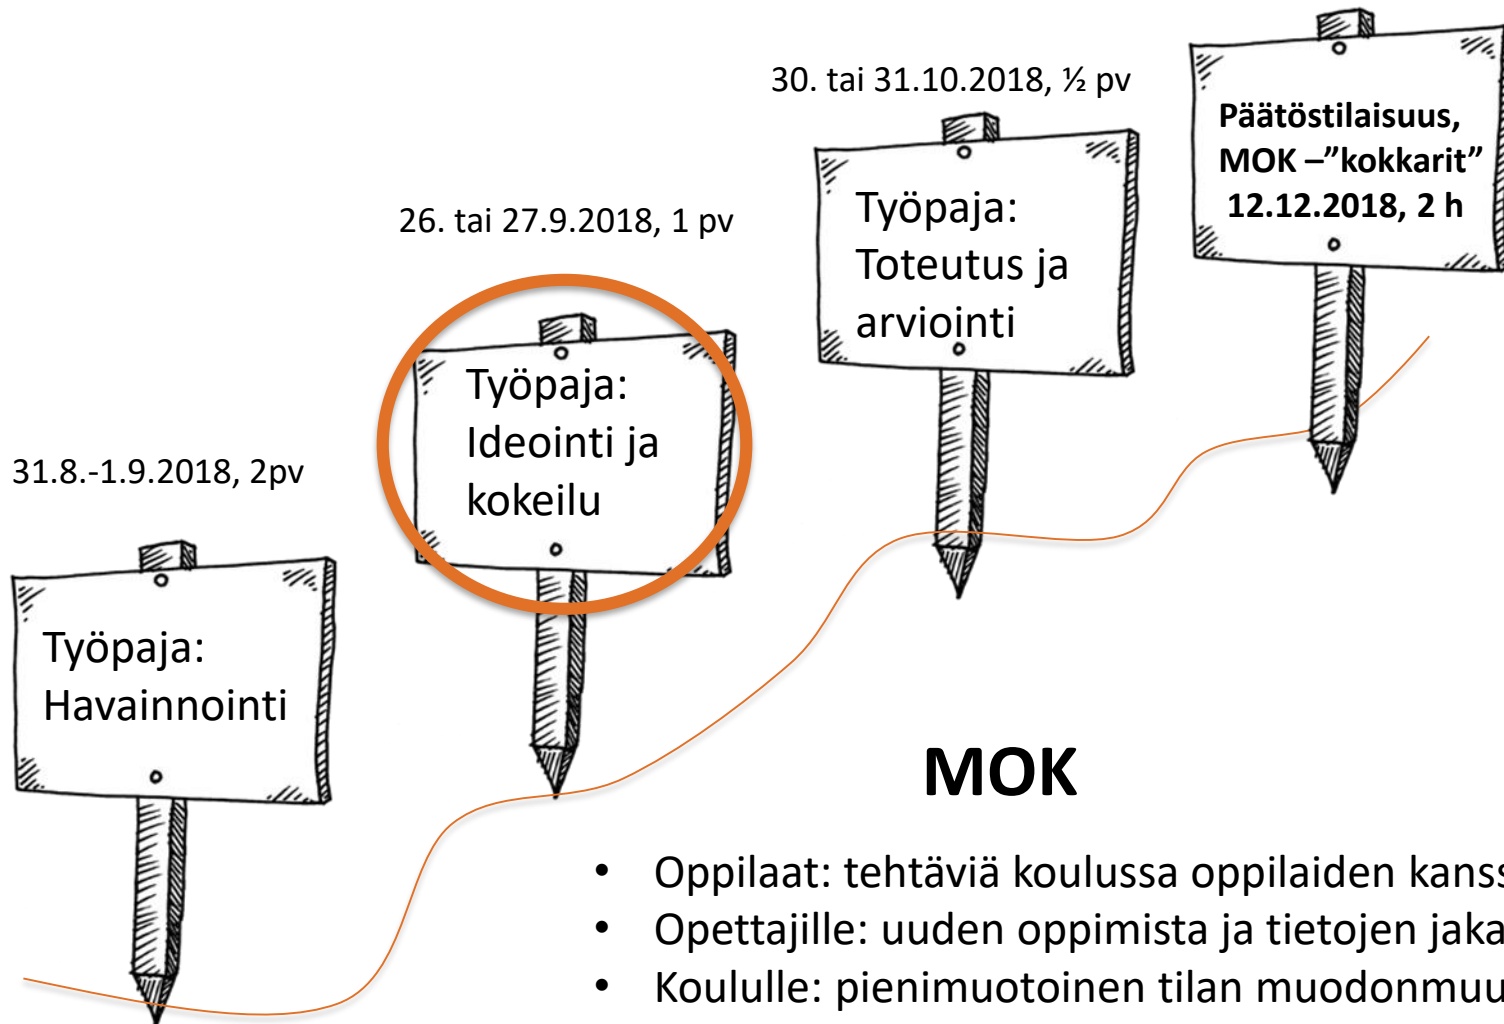 31.8.-1.9.2018, 2pv
Työpaja:
Havainnointi
26. tai 27.9.2018, 1 pv
Työpaja:
Ideointi ja
kokeilu
30. tai 31.10.2018, ½ pv
Työpaja:
Toteutus ja
arviointi
Päätöstilaisuus,
MOK –”kokkarit”
12.12.2018, 2 h
MOK
• Oppilaat: tehtäviä koulussa oppilaiden kanss
• Opettajille: uuden oppimista ja tietojen jaka
• Koululle: pienimuotoinen tilan muodonmuu